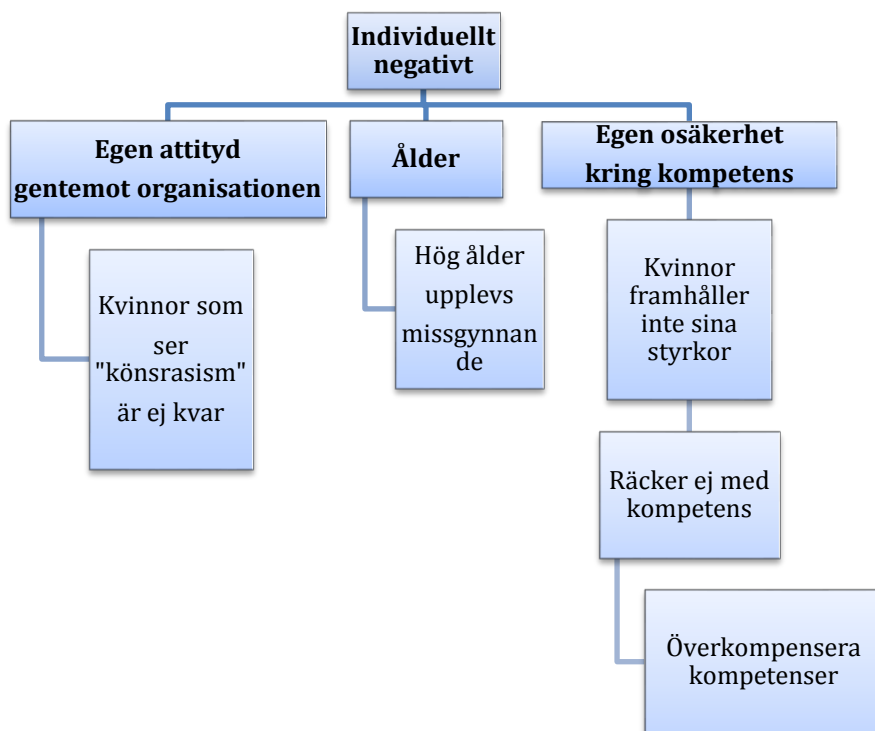 Individuellt
negativt
Egen attityd
gentemot organisationen
Kvinnor som
ser
"könsrasism"
är ej kvar
Ålder
Hög ålder
upplevs
missgynnan
de
Egen osäkerhet
kring kompetens
Kvinnor
framhåller
inte sina
styrkor
Räcker ej med
kompetens
Överkompensera
kompetenser